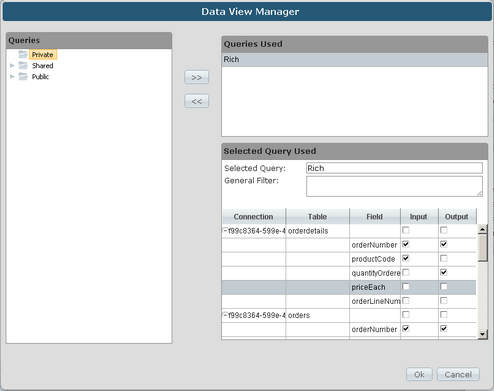 Data View Manager
Queries
Private
Shared
Public
>>
<<
Queries Used
Rich
Selected Query Used
Selected Query: Rich
General Filter:
Connection Table Field Input Output
f99c8364-599e-4 orderdetails
orderNumber
productCode
quantityOrdere
priceEach
orderLineNum
f99c8364-599e-4 orders
orderNumber
Ok Cancel